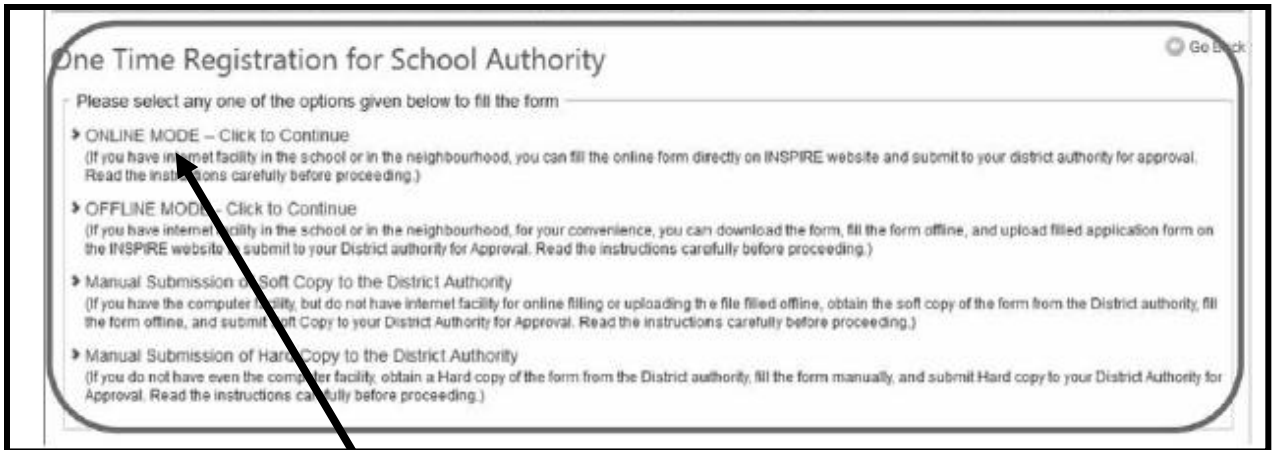 One Time Registration for School Authority
Go Back
Please select any one of the options given below to fill the form
ONLINE MODE – Click to Continue
(If you have internet facility in the school or in the neighbourhood, you can fill the online form directly on INSPIRE website and submit to your district authority for approval.
Read the instructions carefully before proceeding.)
OFFLINE MODE - Click to Continue
(If you have internet facility in the school or in the neighbourhood, for your convenience, you can download the form, fill the form offline, and upload filled application form on
the INSPIRE website to submit to your District authority for Approval. Read the instructions carefully before proceeding.)
Manual Submission of Soft Copy to the District Authority
(If you have the computer facility, but do not have internet facility for online filling or uploading the file filled offline, obtain the soft copy of the form from the District authority, fill
the form offline, and submit Soft Copy to your District Authority for Approval. Read the instructions carefully before proceeding.)
Manual Submission of Hard Copy to the District Authority
(If you do not have even the computer facility, obtain a Hard copy of the form from the District authority, fill the form manually, and submit Hard copy to your District Authority for
Approval. Read the instructions carefully before proceeding.)